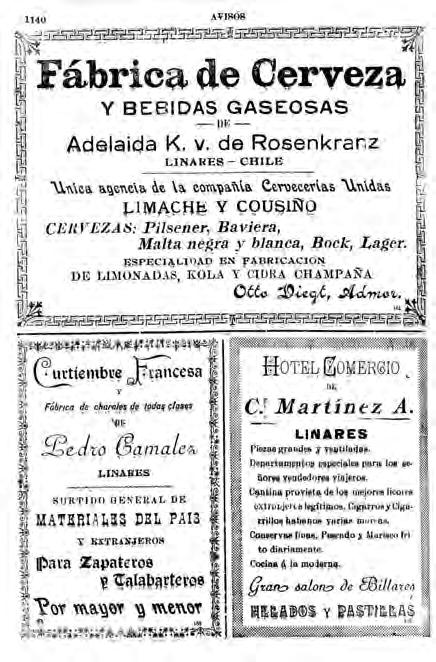 1140
AVISOS
Fábrica de Cerveza
Y BEBIDAS GASEOSAS
— DE —
Adelaida K. v. de Rosenkranz
LINARES – CHILE
Unica agencia de la compañía Cervecerías Unidas
LIMACHE Y COUSIÑO
CERVEZAS: Pilsener, Baviera,
Malta negra y blanca, Bock, Lager.
ESPECIALIDAD EN FABRICACION
DE LIMONADAS, KOLA Y CIDRA CHAMPAÑA
Otto Diegt, Admor.
Curtiembre Francesa
Y
Fábrica de charoles de todas clases
DE
Pedro Camalez
LINARES
SURTIDO GENERAL DE
MATERIALES DEL PAIS
Y EXTRANJEROS
Para Zapateros
y Talabarteros
Por mayor y menor
HOTEL COMERCIO
DE
C. Martínez A.
LINARES
Piezas grandes y ventiladas.
Departamentos especiales para los se-
ñores vendedores viajeros.
Cantina provista de los mejores licores
extranjeros legítimos, Cigarros y Ciga-
rrillos habanos varias marcas.
Conservas finas, Pescado y Marisco fri
to diariamente.
Cocina á la moderna.
Gran salon de Billares
HELADOS Y PASTILLAS